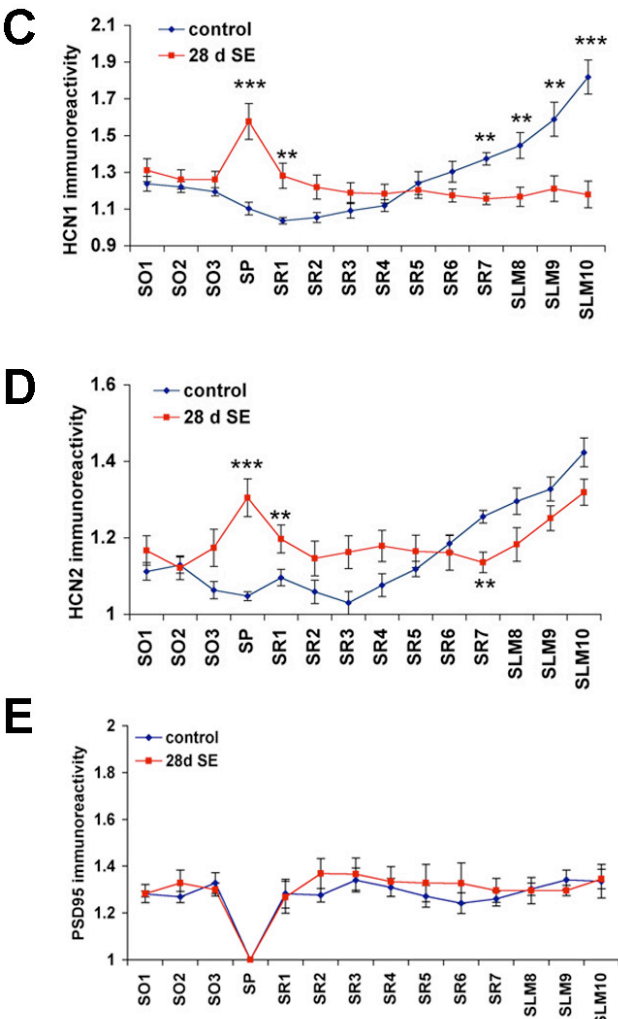 C
HCN1 immunoreactivity
2.1
1.9
1.7
1.5
1.3
1.1
0.9
control
28 d SE
***
**
**
**
**
***
SO1 SO2 SO3 SP SR1 SR2 SR3 SR4 SR5 SR6 SR7 SLM8 SLM9 SLM10
D
HCN2 immunoreactivity
1.6
1.4
1.2
1
control
28 d SE
***
**
**
SO1 SO2 SO3 SP SR1 SR2 SR3 SR4 SR5 SR6 SR7 SLM8 SLM9 SLM10
E
PSD95 immunoreactivity
2
1.8
1.6
1.4
1.2
1
control
28d SE
SO1 SO2 SO3 SP SR1 SR2 SR3 SR4 SR5 SR6 SR7 SLM8 SLM9 SLM10